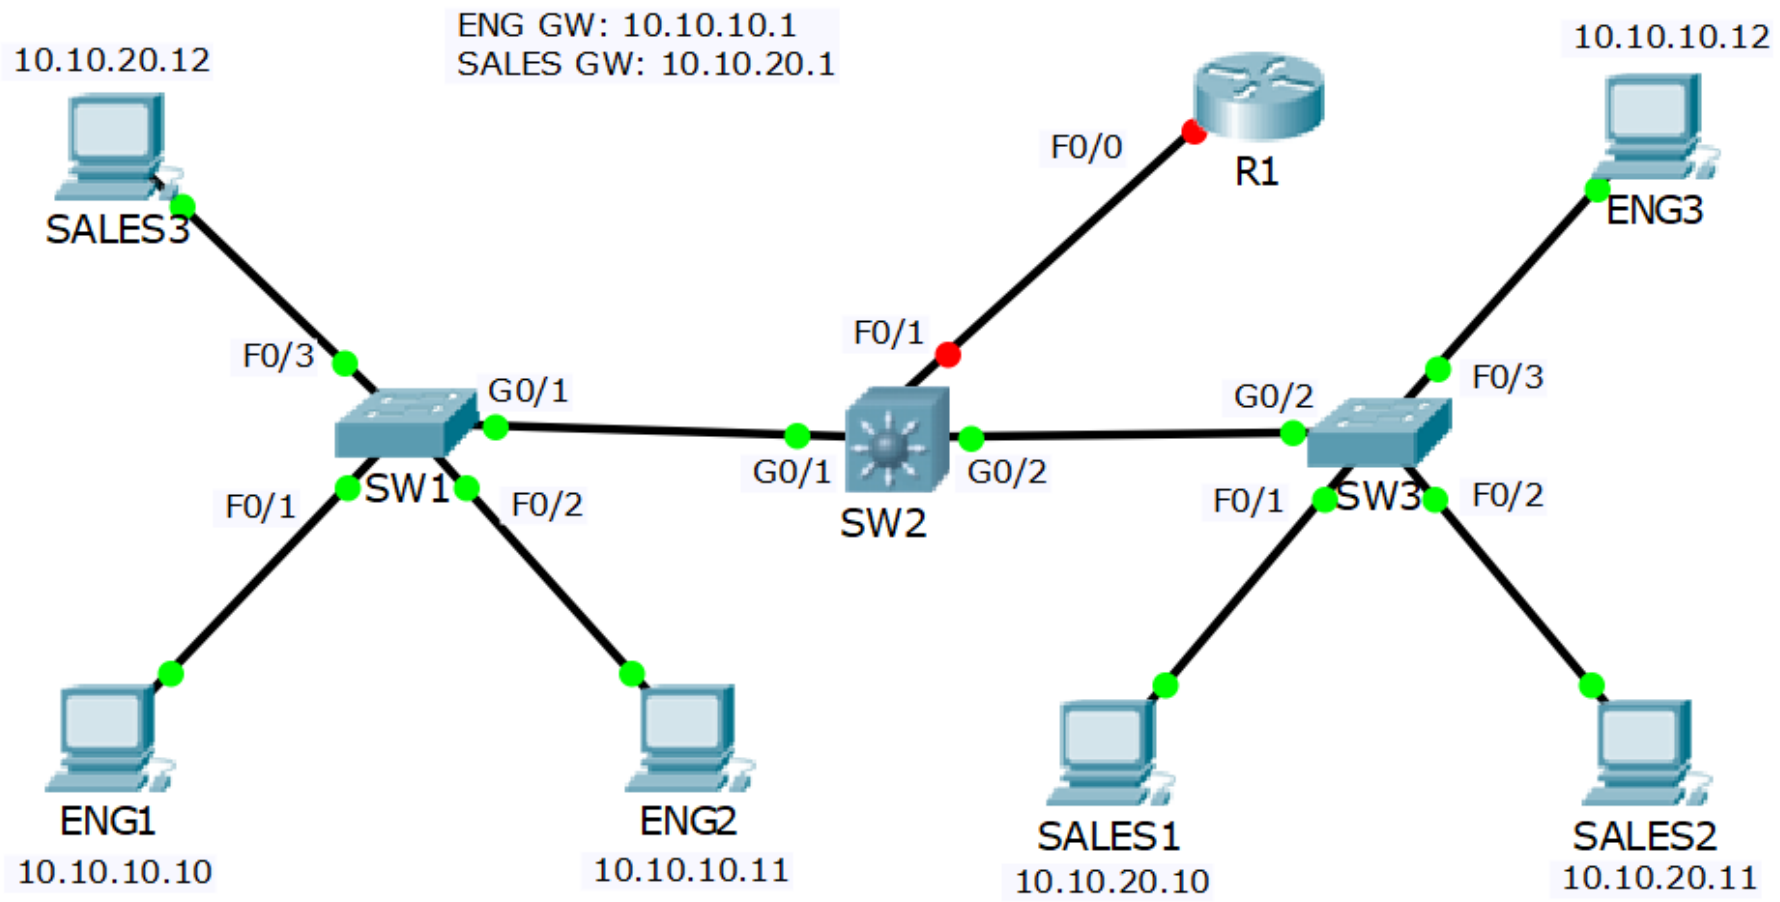 ENG GW: 10.10.10.1
SALES GW: 10.10.20.1
10.10.20.12
SALES3
10.10.10.12
ENG3
R1
F0/0
F0/1
F0/3
G0/1
SW1
F0/1
F0/2
G0/1
G0/2
SW2
G0/2
F0/3
SW3
F0/1
F0/2
ENG1
10.10.10.10
ENG2
10.10.10.11
SALES1
10.10.20.10
SALES2
10.10.20.11